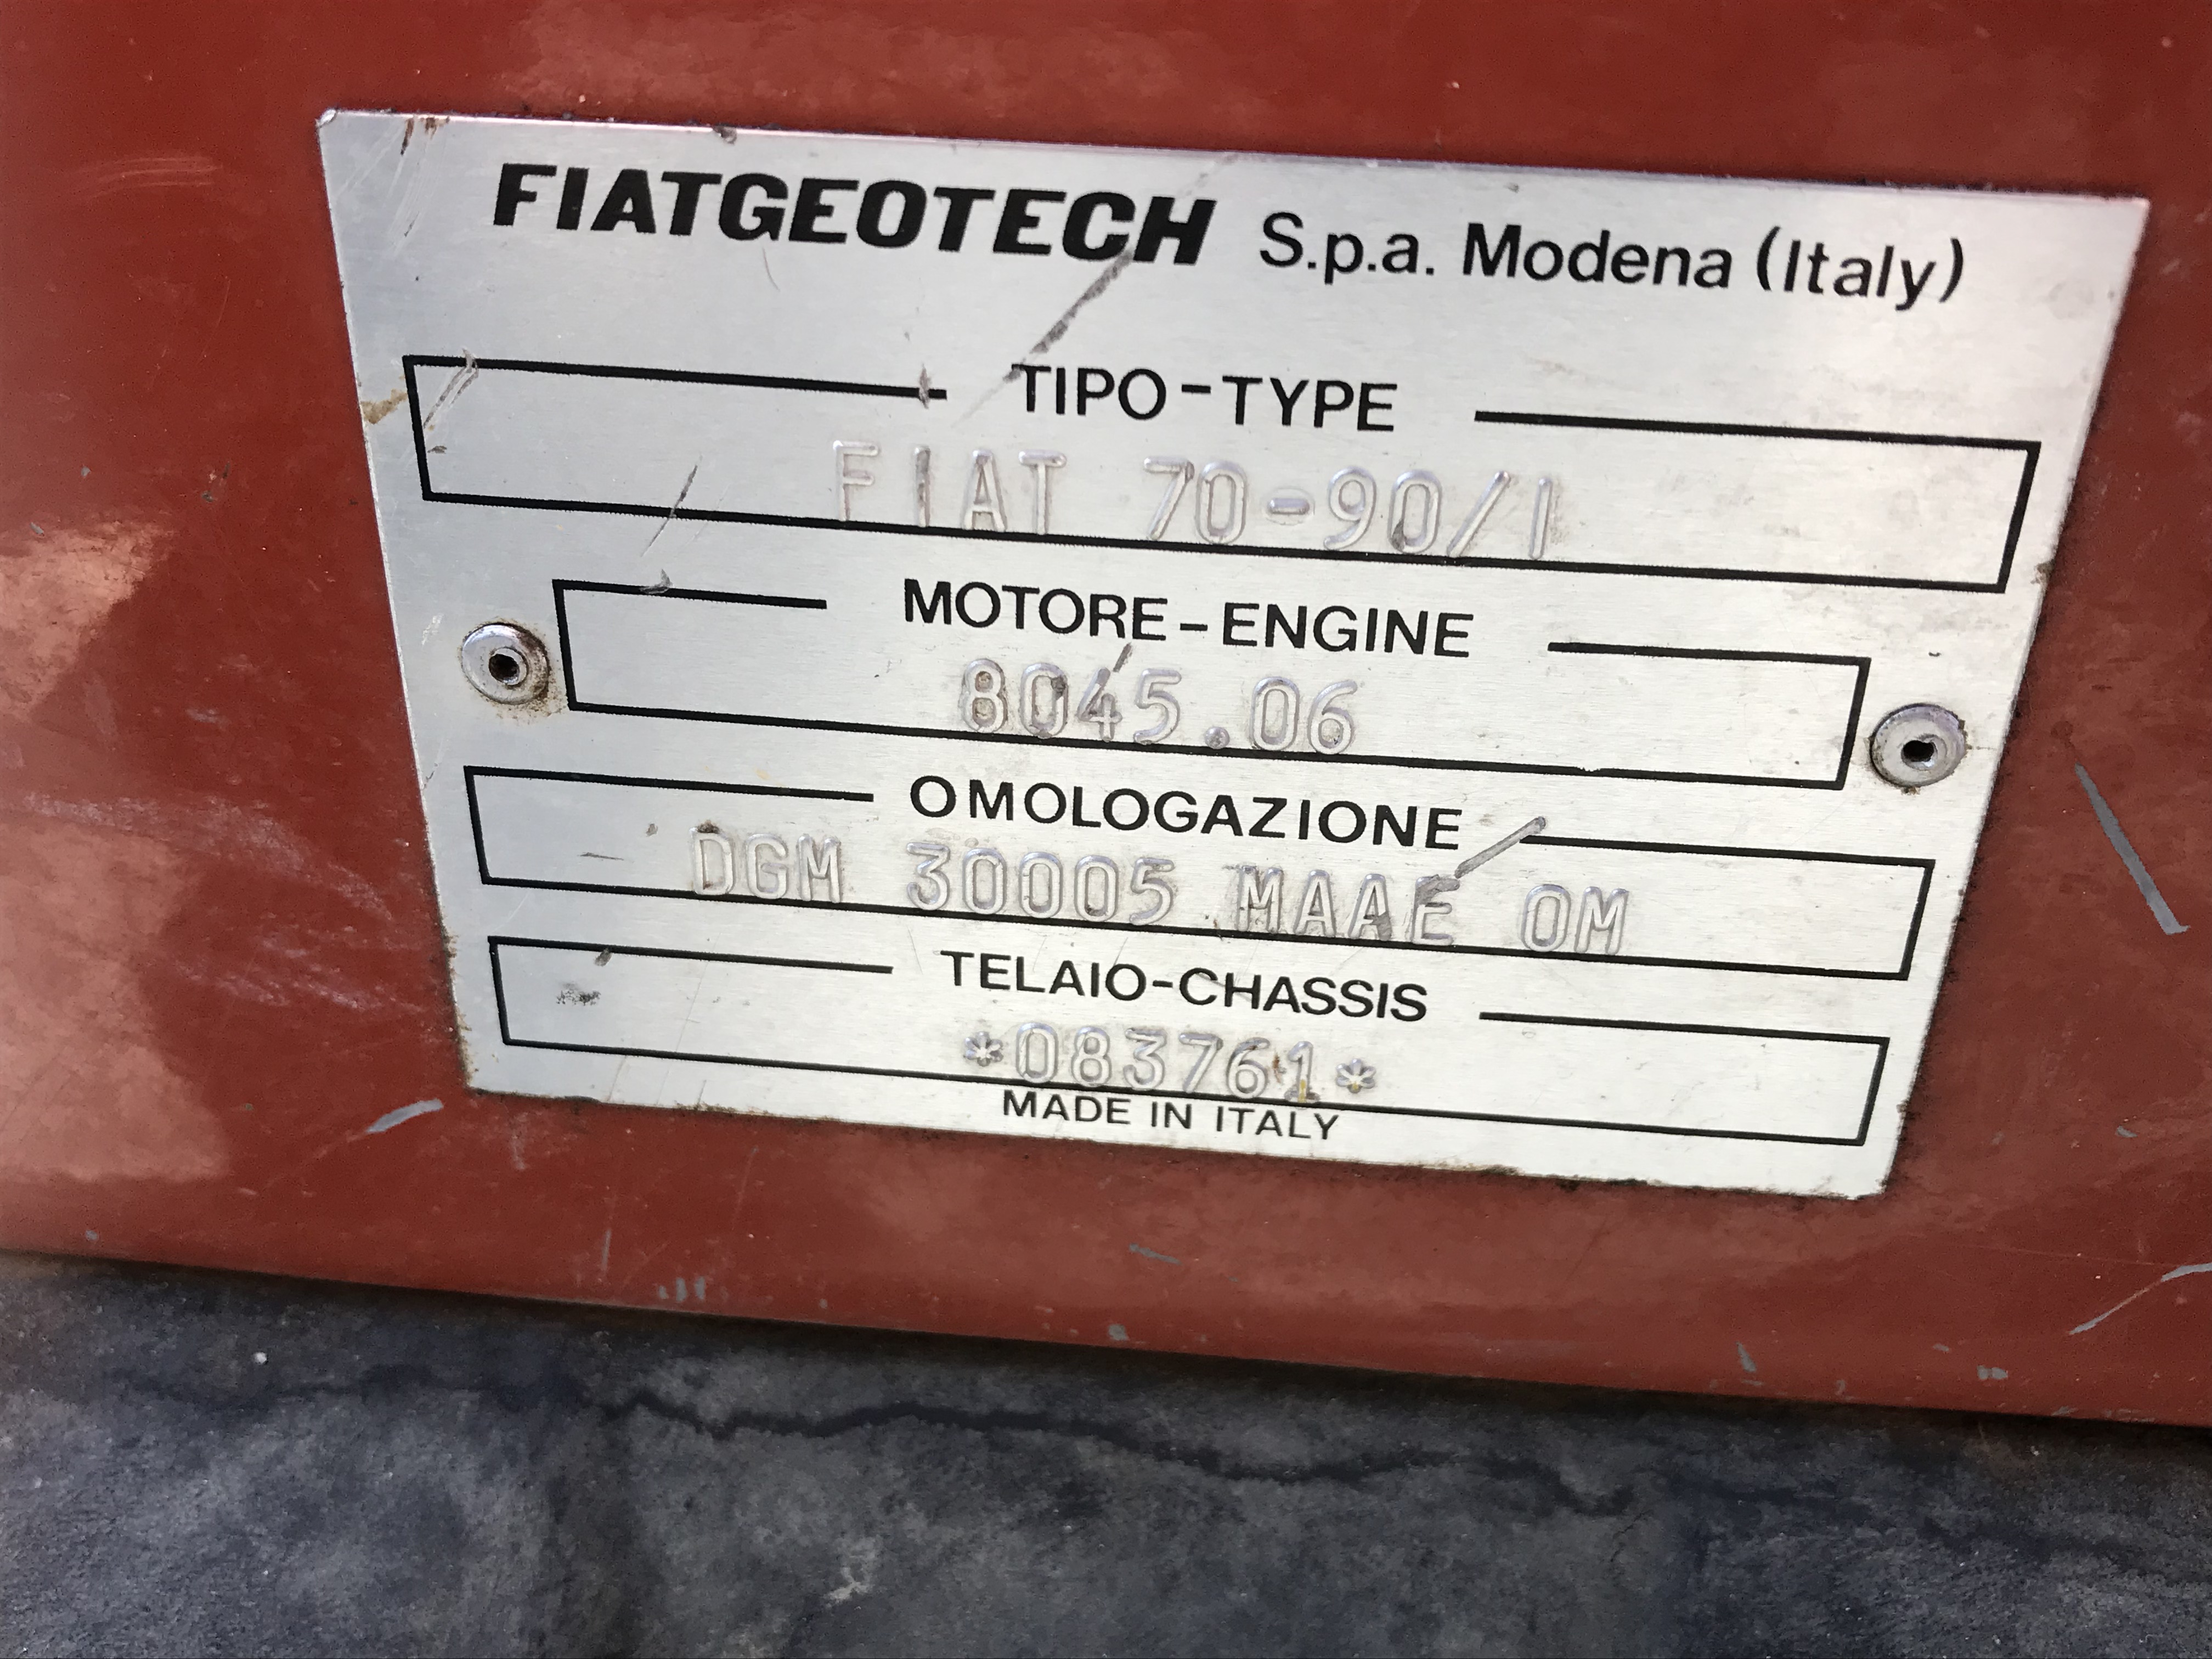 FIATGEOTECH S.p.a. Modena (Italy)
TIPO-TYPE
FIAT 70-90/1
MOTORE-ENGINE
8045.06
OMOLOGAZIONE
DGM 30005 MAAE OM
TELAIO-CHASSIS
*083761*
MADE IN ITALY